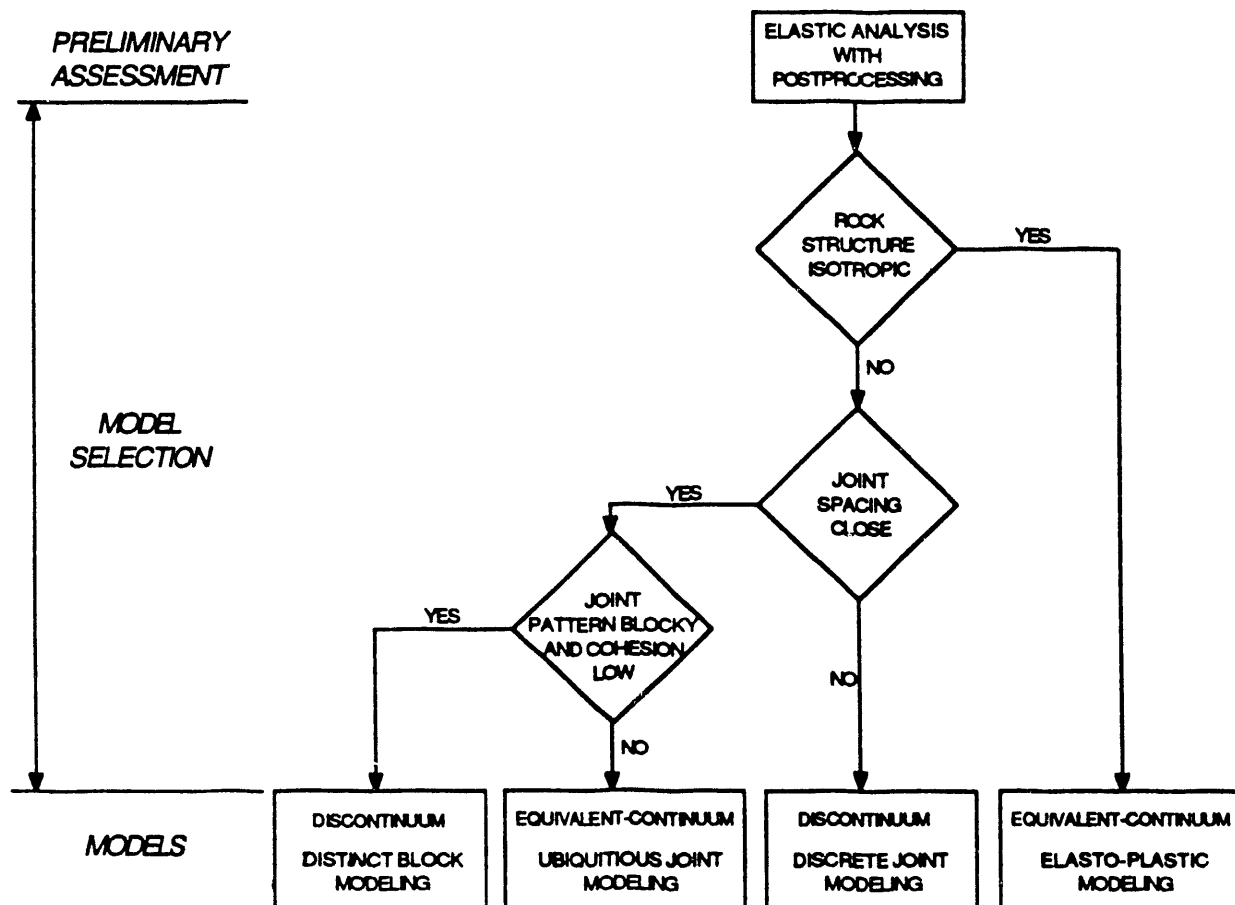 PRELIMINARY
ASSESSMENT
ELASTIC ANALYSIS
WITH
POSTPROCESSING
ROCK
STRUCTURE
ISOTROPIC
YES
NO
MODEL
SELECTION
JOINT
SPACING
CLOSE
YES
NO
JOINT
PATTERN BLOCKY
AND COHESION
LOW
YES
NO
MODELS
DISCONTINUUM
DISTINCT BLOCK
MODELING
EQUIVALENT-CONTINUUM
UBIQUITIOUS JOINT
MODELING
DISCONTINUUM
DISCRETE JOINT
MODELING
EQUIVALENT-CONTINUUM
ELASTO-PLASTIC
MODELING